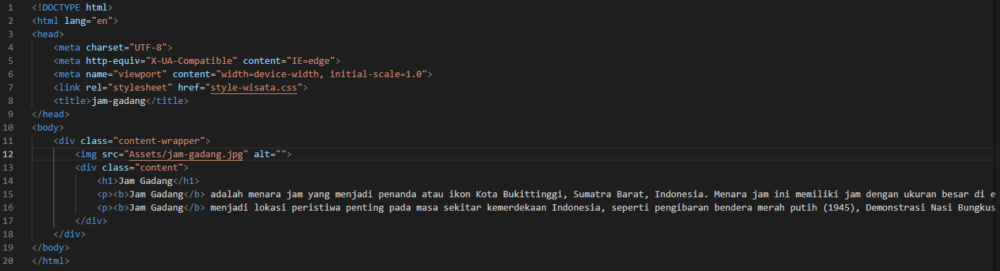 1 <!DOCTYPE html>
2 <html lang="en">
3 <head>
4 <meta charset="UTF-8">
5 <meta http-equiv="X-UA-Compatible" content="IE=edge">
6 <meta name="viewport" content="width=device-width, initial-scale=1.0">
7 <link rel="stylesheet" href="style-wisata.css">
8 <title>jam-gadang</title>
9 </head>
10 <body>
11 <div class="content-wrapper">
12 <img src="Assets/jam-gadang.jpg" alt="">
13 <div class="content">
14 <h1>Jam Gadang</h1>
15 <p><b>Jam Gadang</b> adalah menara jam yang menjadi penanda atau ikon Kota Bukittinggi, Sumatra Barat, Indonesia. Menara jam ini memiliki jam dengan ukuran besar di e
16 <p><b>Jam Gadang</b> menjadi lokasi peristiwa penting pada masa sekitar kemerdekaan Indonesia, seperti pengibaran bendera merah putih (1945), Demonstrasi Nasi Bungkus
17 </div>
18 </div>
19 </body>
20 </html>